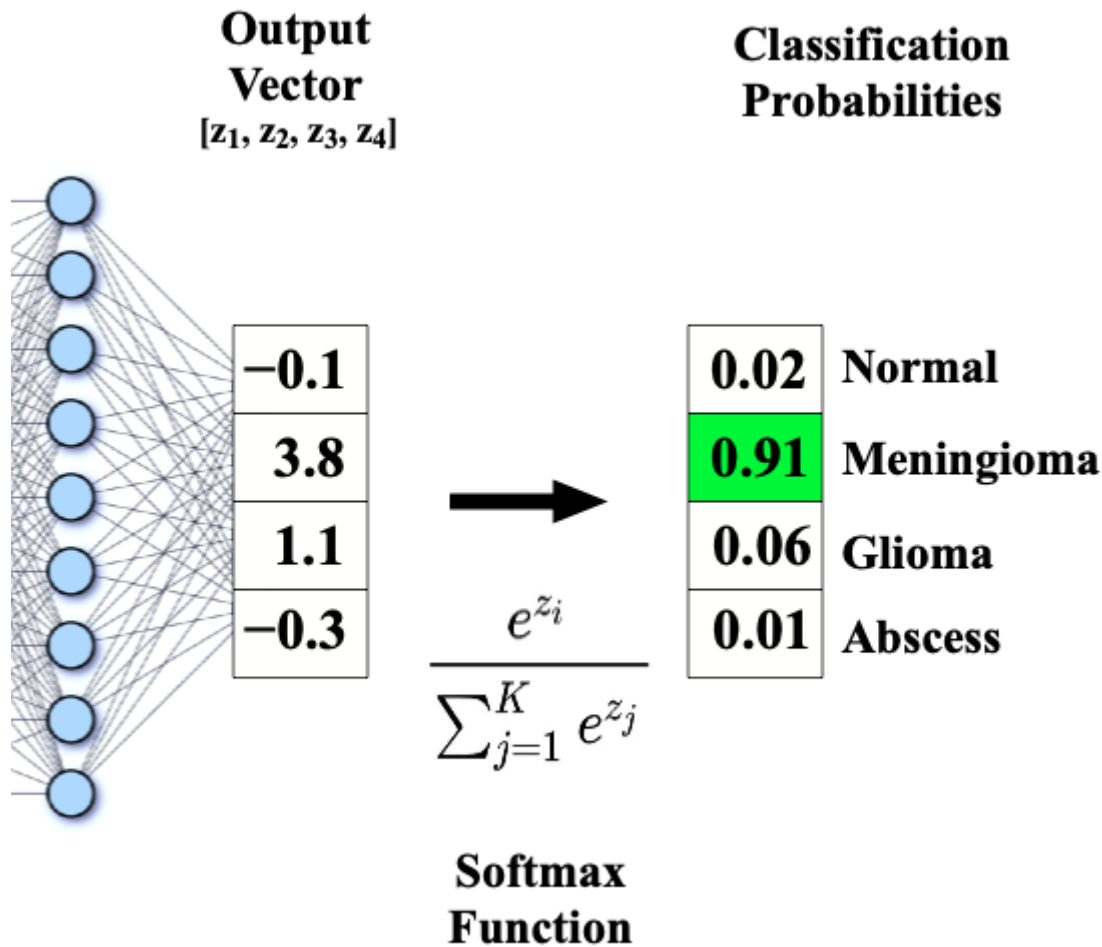 Output
Vector
[z₁, z₂, z₃, z₄]
Classification
Probabilities
−0.1
3.8
1.1
−0.3
e^{z_i}
∑_{j=1}^{K} e^{z_j}
Softmax
Function
0.02 Normal
0.91 Meningioma
0.06 Glioma
0.01 Abscess